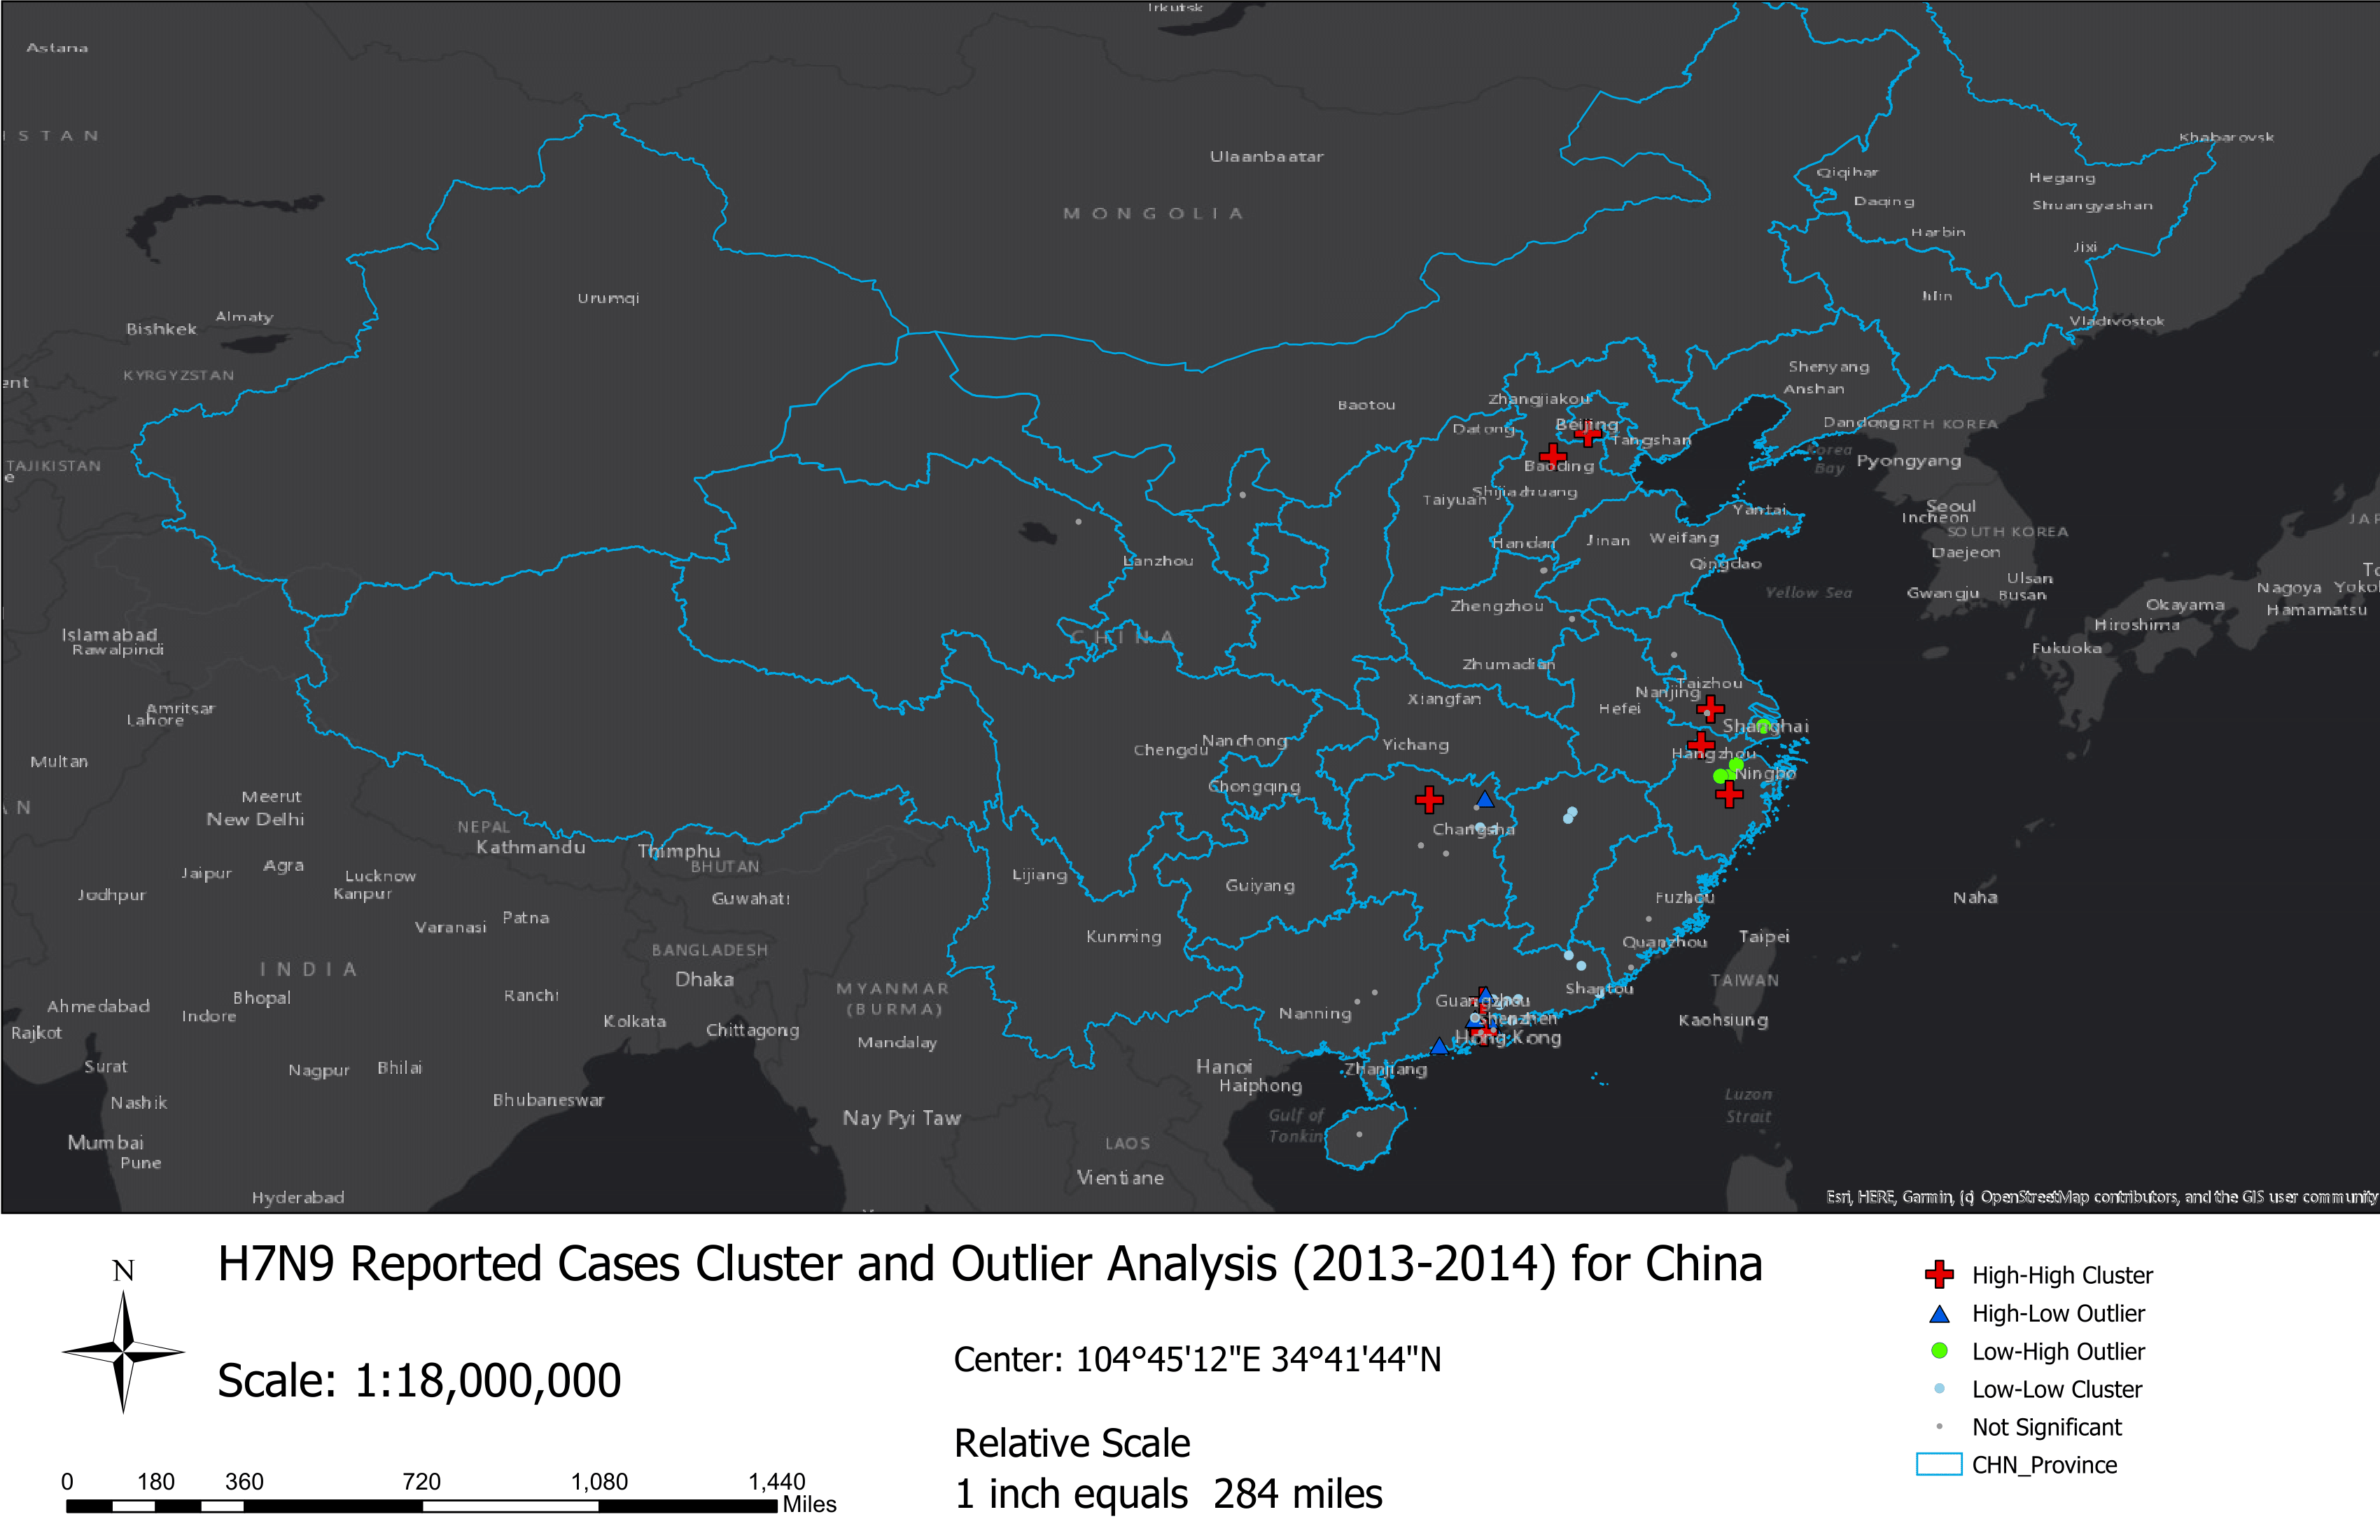 Irkutsk
Astana
ISTAN
Khabarovsk
Ulaanbaatar
Qiqihar
Hegang
Daqing
Shuangyashan
MONGOLIA
Harbin
Jixi
Urumqi
Jilin
Almaty
Bishkek
Vladivostok
KYRGYZSTAN
ent
Shenyang
Anshan
Zhangjiakou
Baotou
Datong
Beijing
Dandong
NORTH KOREA
Tangshan
TAJIKISTAN
e
Baoding
Korea
Bay
Pyongyang
Shijiazhuang
Taiyuan
Yantai
Seoul
Incheon
JAP
SOUTH KOREA
Handan
Jinan
Weifang
Daejeon
Lanzhou
Qingdao
To
Ulsan
Nagoya
Yokol
Yellow Sea
Gwangju
Busan
Zhengzhou
Okayama
Hamamatsu
Hiroshima
Islamabad
Rawalpindi
CHINA
Fukuoka
Zhumadian
Taizhou
Nanjing
Xiangfan
Hefei
Amritsar
Lahore
Shanghai
Chengdu
Nanchong
Yichang
Hangzhou
Multan
Ningbo
Chongqing
Meerut
AN
New Delhi
NEPAL
Changsha
Kathmandu
Thimphu
BHUTAN
Agra
Jaipur
Lucknow
Lijiang
Guiyang
Jodhpur
Kanpur
Guwahati
Fuzhou
Naha
Patna
Varanasi
Kunming
Quanzhou
Taipei
BANGLADESH
INDIA
Dhaka
TAIWAN
MYANMAR
(BURMA)
Shantou
Ranchi
Bhopal
Guangzhou
Ahmedabad
Indore
Nanning
Shenzhen
Kolkata
Kaohsiung
Rajkot
Chittagong
Hong Kong
Mandalay
Surat
Nagpur
Bhilai
Hanoi
Zhanjiang
Haiphong
Luzon
Strait
Nashik
Bhubaneswar
Nay Pyi Taw
Gulf of
Tonkin
Mumbai
LAOS
Pune
Vientiane
Hyderabad
Esri, HERE, Garmin, (c) OpenStreetMap contributors, and the GIS user community
N
H7N9 Reported Cases Cluster and Outlier Analysis (2013-2014) for China
Scale: 1:18,000,000
Center: 104°45'12"E 34°41'44"N
Relative Scale
1 inch equals 284 miles
0 180 360 720 1,080 1,440
Miles
High-High Cluster
High-Low Outlier
Low-High Outlier
Low-Low Cluster
Not Significant
CHN_Province